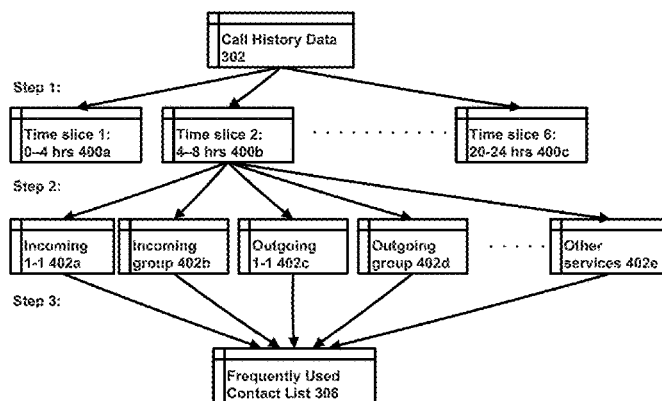 Call History Data
302
Step 1:
Time slice 1:
0–4 hrs 400a
Time slice 2:
4–8 hrs 400b
Time slice 6:
20-24 hrs 400c
Step 2:
Incoming
1-1 402a
Incoming
group 402b
Outgoing
1-1 402c
Outgoing
group 402d
Other
services 402e
Step 3:
Frequently Used
Contact List 306